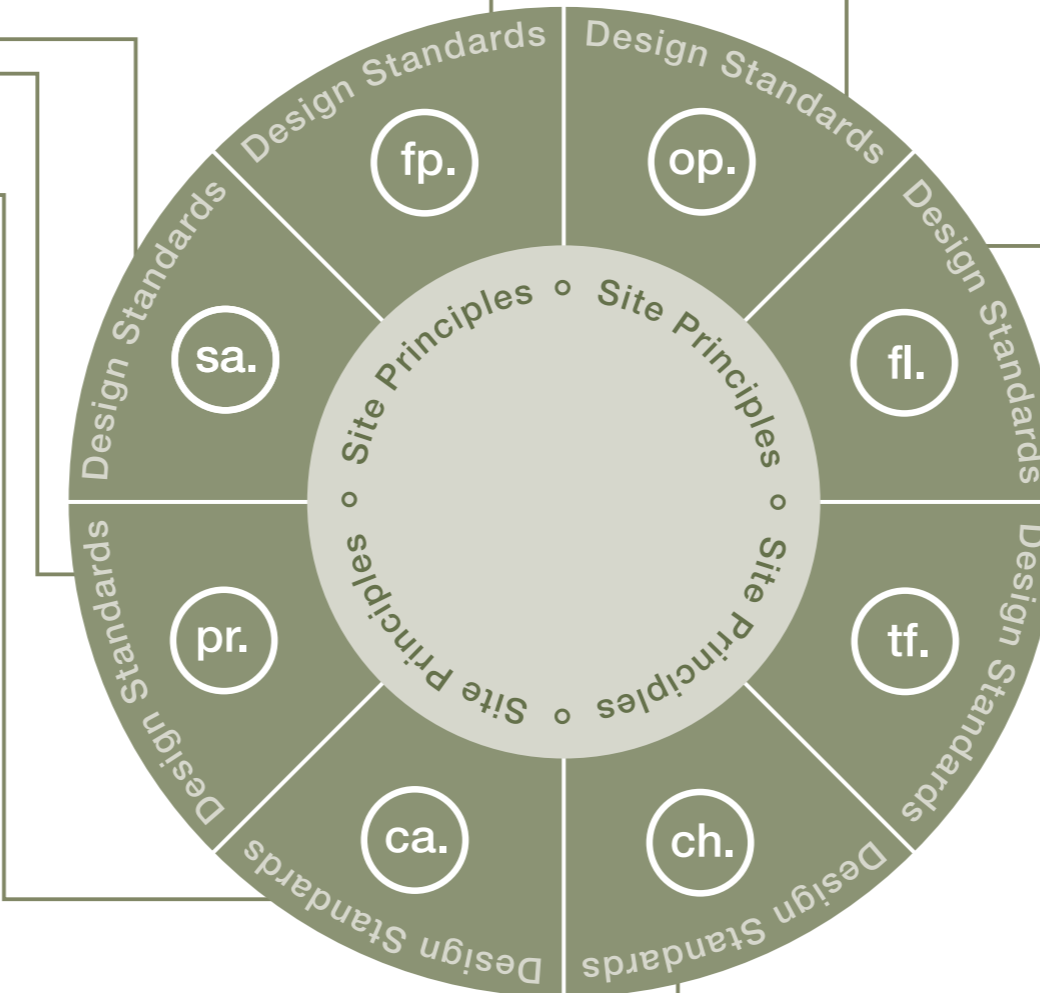 Design Standards
Design Standards
Design Standards
Design Standards
Design Standards
Design Standards
Design Standards
Design Standards
op.
fl.
tf.
ch.
ca.
pr.
sa.
fp.
Site Principles
Site Principles
Site Principles
Site Principles